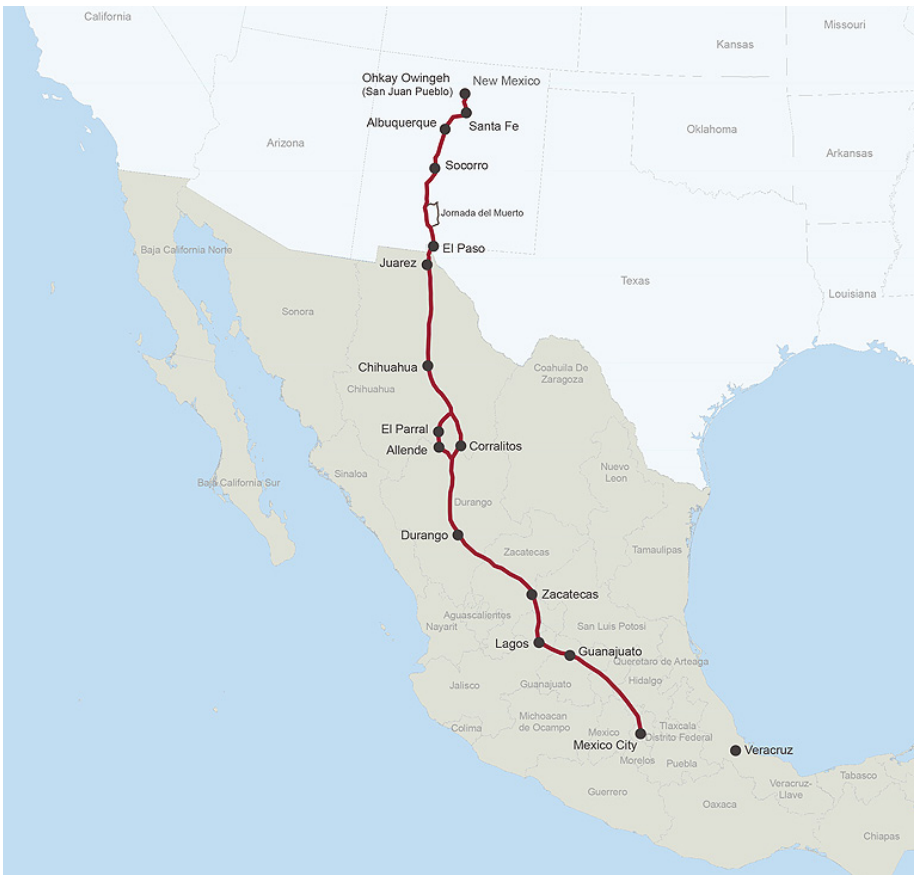 California
Missouri
Kansas
Ohkay Owingeh
(San Juan Pueblo)
New Mexico
Albuquerque
Santa Fe
Oklahoma
Arizona
Arkansas
Socorro
Jornada del Muerto
El Paso
Baja California Norte
Juarez
Texas
Louisiana
Sonora
Chihuahua
Coahuila De
Zaragoza
Chihuahua
El Parral
Allende
Corralitos
Sinaloa
Nuevo
Leon
Baja California Sur
Durango
Durango
Zacatecas
Tamaulipas
Zacatecas
Aguascalientes
Nayarit
San Luis Potosi
Lagos
Guanajuato
Queretaro de Arteaga
Hidalgo
Jalisco
Guanajuato
Michoacan
de Ocampo
Colima
Mexico
Tlaxcala
Distrito Federal
Mexico City
Veracruz
Morelos
Puebla
Guerrero
Veracruz-
Llave
Tabasco
Oaxaca
Chiapas